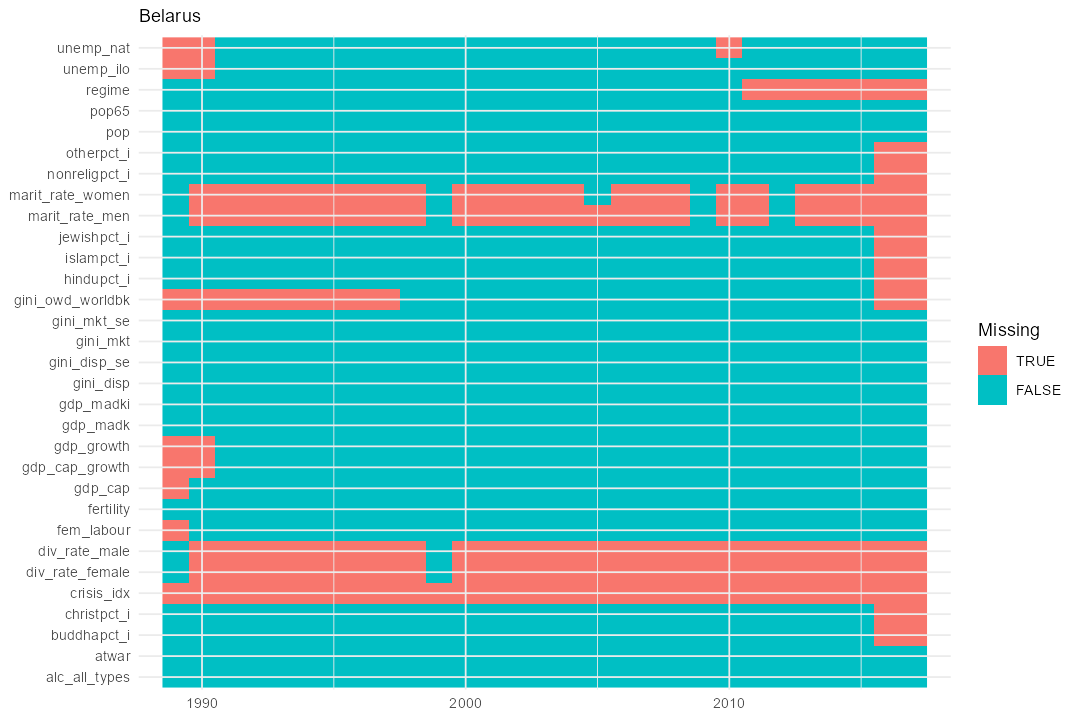 Belarus
unemp_nat
unemp_ilo
regime
pop65
pop
otherpct_i
nonreligpct_i
marit_rate_women
marit_rate_men
jewishpct_i
islampct_i
hindupct_i
gini_owd_worldbk
gini_mkt_se
gini_mkt
gini_disp_se
gini_disp
gdp_madki
gdp_madk
gdp_growth
gdp_cap_growth
gdp_cap
fertility
fem_labour
div_rate_male
div_rate_female
crisis_idx
christpct_i
buddhapct_i
atwar
alc_all_types
1990 2000 2010
Missing
TRUE
FALSE